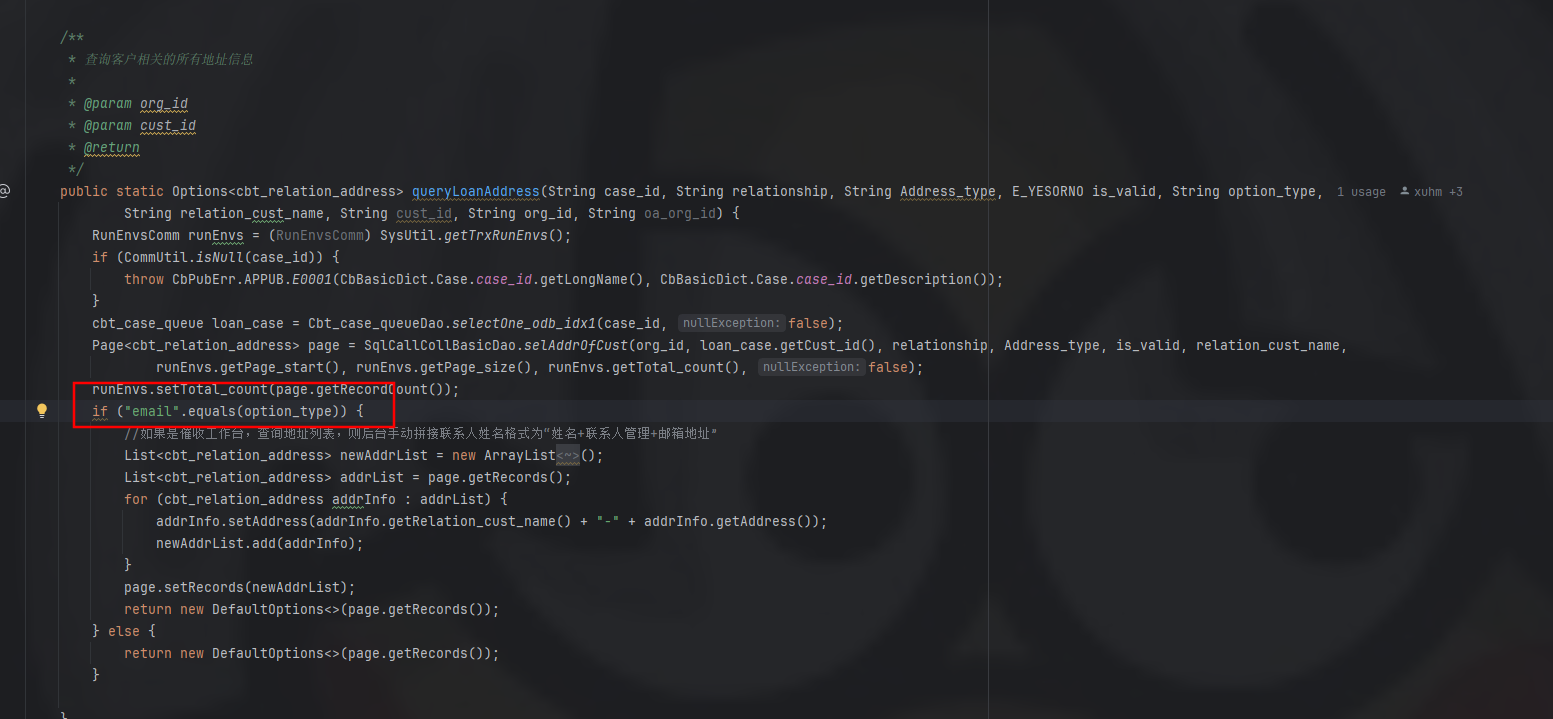 /**
* 查询客户相关的所有地址信息
*
* @param org_id
* @param cust_id
* @return
*/
public static Options<cbt_relation_address> queryLoanAddress(String case_id, String relationship, String Address_type, E_YESORNO is_valid, String option_type, 1 usage xuhm +3
String relation_cust_name, String cust_id, String org_id, String oa_org_id) {
RunEnvsComm runEnvs = (RunEnvsComm) SysUtil.getTrxRunEnvs();
if (CommUtil.isNull(case_id)) {
throw CbPubErr.APPUB.E0001(CbBasicDict.Case.case_id.getLongName(), CbBasicDict.Case.case_id.getDescription());
}
cbt_case_queue loan_case = Cbt_case_queueDao.selectOne_odb_idx1(case_id, nullException: false);
Page<cbt_relation_address> page = SqlCallCollBasicDao.selAddrOfCust(org_id, loan_case.getCust_id(), relationship, Address_type, is_valid, relation_cust_name,
runEnvs.getPage_start(), runEnvs.getPage_size(), runEnvs.getTotal_count(), nullException: false);
runEnvs.setTotal_count(page.getRecordCount());
if ("email".equals(option_type)) {
//如果是催收工作台，查询地址列表，则后台手动拼接联系人姓名格式为“姓名+联系人管理+邮箱地址”
List<cbt_relation_address> newAddrList = new ArrayList<~>();
List<cbt_relation_address> addrList = page.getRecords();
for (cbt_relation_address addrInfo : addrList) {
addrInfo.setAddress(addrInfo.getRelation_cust_name() + "-" + addrInfo.getAddress());
newAddrList.add(addrInfo);
}
page.setRecords(newAddrList);
return new DefaultOptions<>(page.getRecords());
} else {
return new DefaultOptions<>(page.getRecords());
}
}